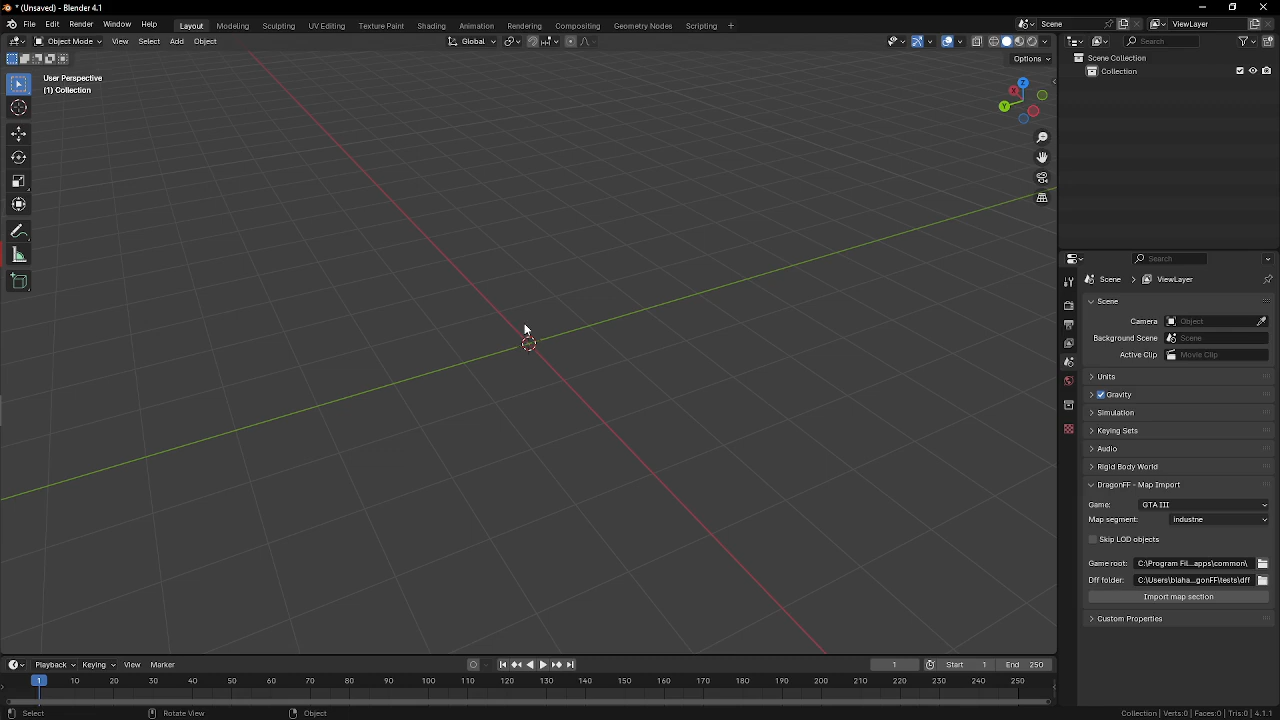 * (Unsaved) - Blender 4.1
File Edit Render Window Help Layout Modeling Sculpting UV Editing Texture Paint Shading Animation Rendering Compositing Geometry Nodes Scripting + Scene ViewLayer
Object Mode View Select Add Object Global Search
Options
User Perspective
(1) Collection
Z
X
Y
Scene Collection
Collection
Search
Scene > ViewLayer
Scene
Camera Object
Background Scene Scene
Active Clip Movie Clip
Units
Gravity
Simulation
Keying Sets
Audio
Rigid Body World
DragonFF - Map Import
Game: GTA III
Map segment: industne
Skip LOD objects
Game root: C:\Program Fil...apps\common\
Dff folder: C:\Users\blaha...gonFF\tests\dff
Import map section
Custom Properties
Playback Keying View Marker 1 Start 1 End 250
1 10 20 30 40 50 60 70 80 90 100 110 120 130 140 150 160 170 180 190 200 210 220 230 240 250
Select Rotate View Object Collection | Verts:0 | Faces:0 | Tris:0 | 4.1.1